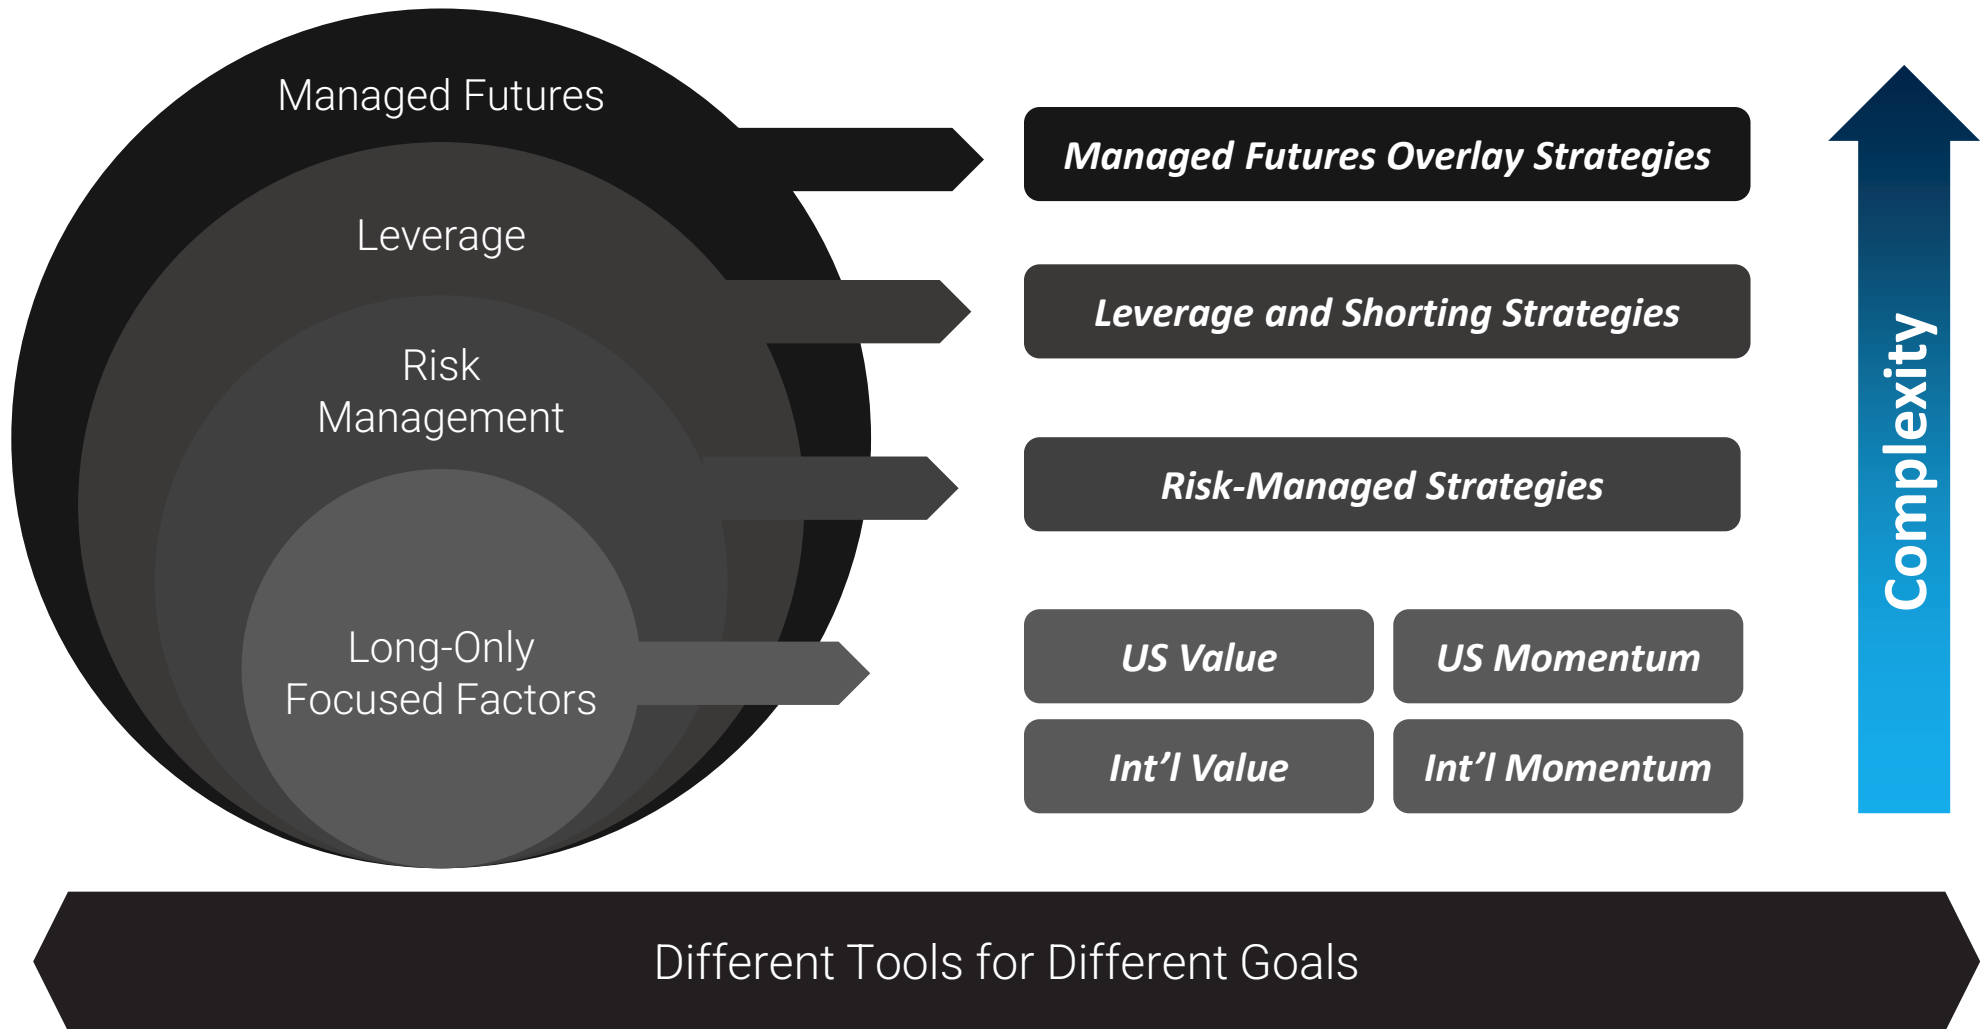 Managed Futures
Managed Futures Overlay Strategies
Leverage
Leverage and Shorting Strategies
Risk
Management
Risk-Managed Strategies
Long-Only
Focused Factors
US Value
US Momentum
Int’l Value
Int’l Momentum
Complexity
Different Tools for Different Goals